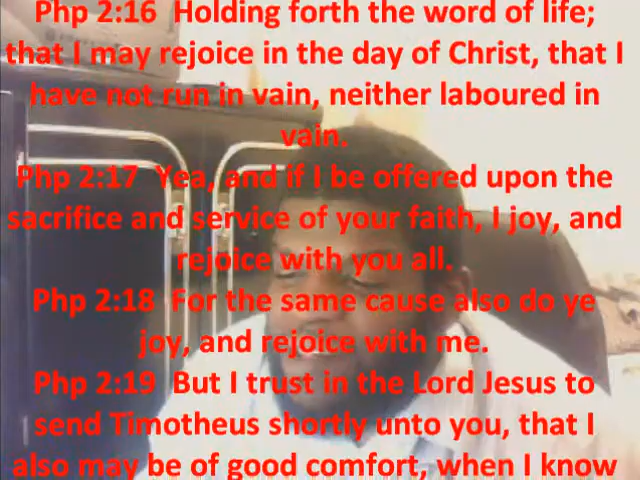 Php 2:16 Holding forth the word of life;
that I may rejoice in the day of Christ, that I
have not run in vain, neither laboured in
vain.
Php 2:17 Yea, and if I be offered upon the
sacrifice and service of your faith, I joy, and
rejoice with you all.
Php 2:18 For the same cause also do ye
joy, and rejoice with me.
Php 2:19 But I trust in the Lord Jesus to
send Timotheus shortly unto you, that I
also may be of good comfort, when I know